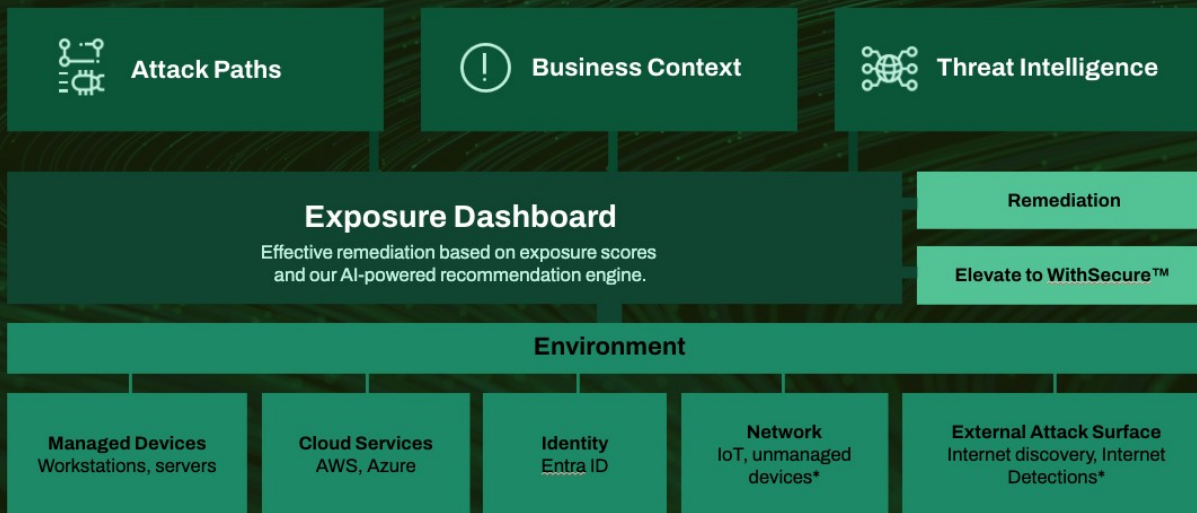 Attack Paths
Business Context
Threat Intelligence
Exposure Dashboard
Effective remediation based on exposure scores
and our AI-powered recommendation engine.
Remediation
Elevate to WithSecure™
Environment
Managed Devices
Workstations, servers
Cloud Services
AWS, Azure
Identity
Entra ID
Network
IoT, unmanaged
devices*
External Attack Surface
Internet discovery, Internet
Detections*